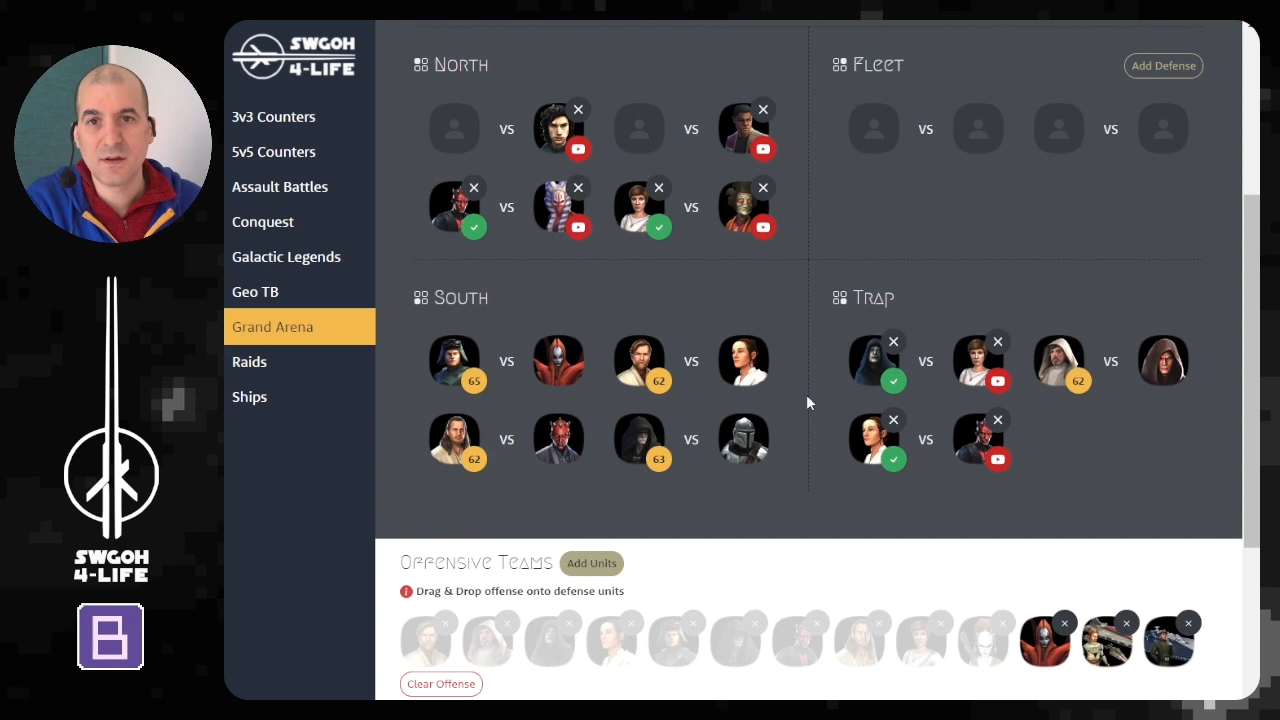 SWGOH
4-LIFE
3v3 Counters
5v5 Counters
Assault Battles
Conquest
Galactic Legends
Geo TB
Grand Arena
Raids
Ships
SWGOH
4-LIFE
B
North
VS VS
VS VS
Fleet
Add Defense
VS VS
South
VS VS
65 62
VS VS
62 63
Trap
VS VS
62
VS
Offensive Teams Add Units
Drag & Drop offense onto defense units
Clear Offense